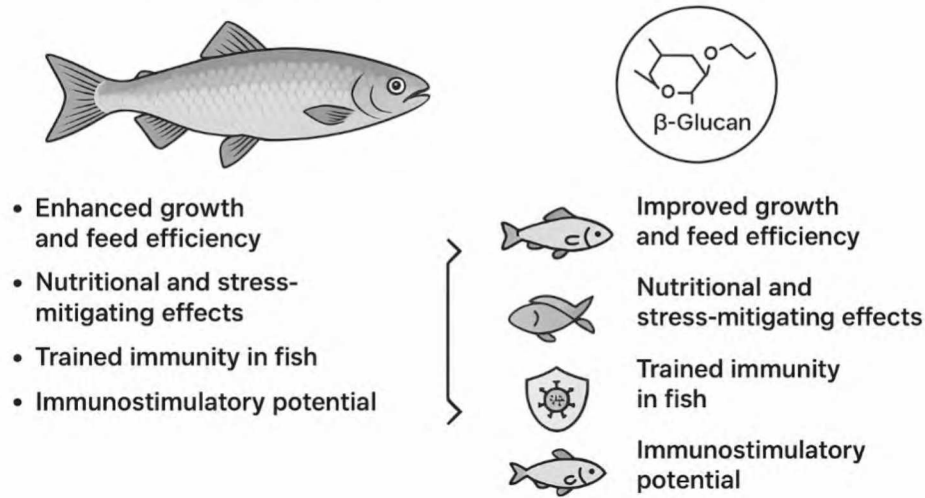 β-Glucan
• Enhanced growth
and feed efficiency
• Nutritional and stress-
mitigating effects
• Trained immunity in fish
• Immunostimulatory potential
Improved growth
and feed efficiency
Nutritional and
stress-mitigating effects
Trained immunity
in fish
Immunostimulatory
potential